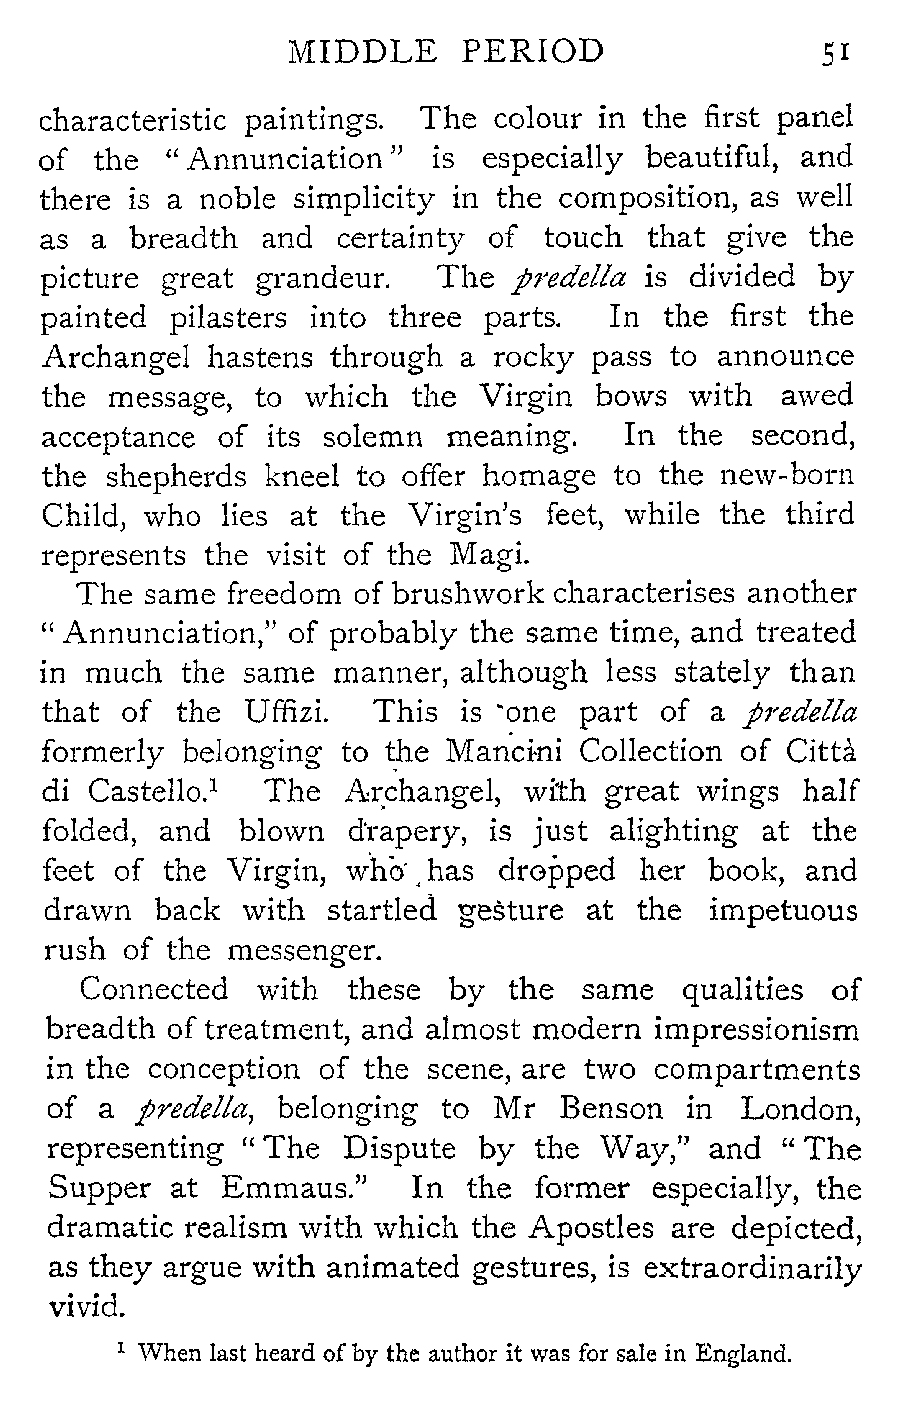 MIDDLE PERIOD 51
characteristic paintings. The colour in the first panel
of the “Annunciation” is especially beautiful, and
there is a noble simplicity in the composition, as well
as a breadth and certainty of touch that give the
picture great grandeur. The predella is divided by
painted pilasters into three parts. In the first the
Archangel hastens through a rocky pass to announce
the message, to which the Virgin bows with awed
acceptance of its solemn meaning. In the second,
the shepherds kneel to offer homage to the new-born
Child, who lies at the Virgin’s feet, while the third
represents the visit of the Magi.
The same freedom of brushwork characterises another
“Annunciation,” of probably the same time, and treated
in much the same manner, although less stately than
that of the Uffizi. This is one part of a predella
formerly belonging to the Mancini Collection of Città
di Castello.¹ The Archangel, with great wings half
folded, and blown drapery, is just alighting at the
feet of the Virgin, who has dropped her book, and
drawn back with startled gesture at the impetuous
rush of the messenger.
Connected with these by the same qualities of
breadth of treatment, and almost modern impressionism
in the conception of the scene, are two compartments
of a predella, belonging to Mr Benson in London,
representing “The Dispute by the Way,” and “The
Supper at Emmaus.” In the former especially, the
dramatic realism with which the Apostles are depicted,
as they argue with animated gestures, is extraordinarily
vivid.
¹ When last heard of by the author it was for sale in England.